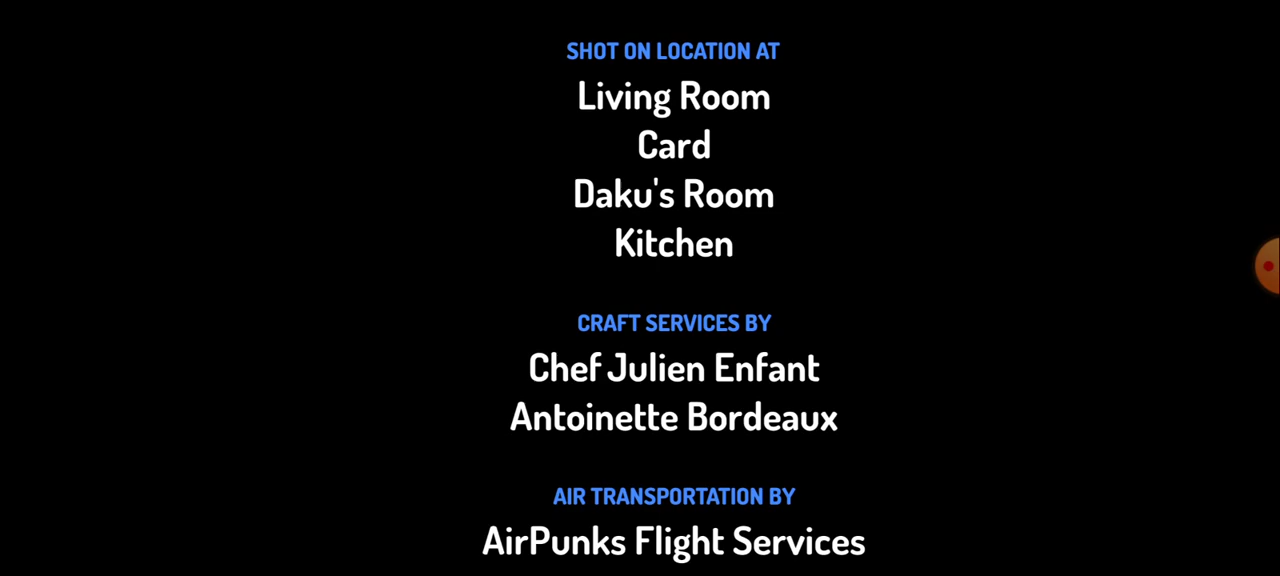 SHOT ON LOCATION AT
Living Room
Card
Daku's Room
Kitchen
CRAFT SERVICES BY
Chef Julien Enfant
Antoinette Bordeaux
AIR TRANSPORTATION BY
AirPunks Flight Services